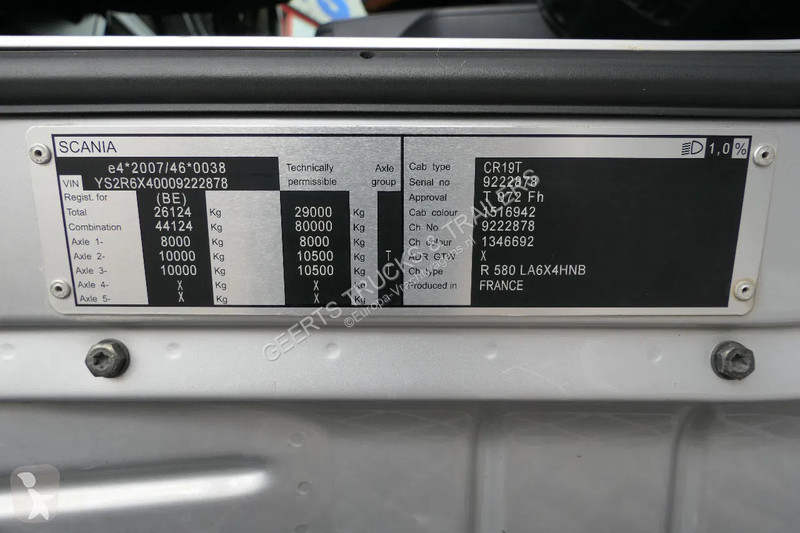 SCANIA
1,0 %
e4*2007/46*0038
VIN YS2R6X40009222878
Technically permissible
Axle group
Regist. for (BE)
Total 26124 Kg 29000 Kg
Combination 44124 Kg 80000 Kg
Axle 1- 8000 Kg 8000 Kg
Axle 2- 10000 Kg 10500 Kg T
Axle 3- 10000 Kg 10500 Kg
Axle 4- X Kg X Kg
Axle 5- X Kg X Kg
Cab type CR19T
Serial no 9222878
Approval T Fh
Cab colour 1516942
Ch No 9222878
Ch colour 1346692
ADR GTW X
Ch type R 580 LA6X4HNB
Produced in FRANCE
GEERTS TRUCKS & TRAILERS